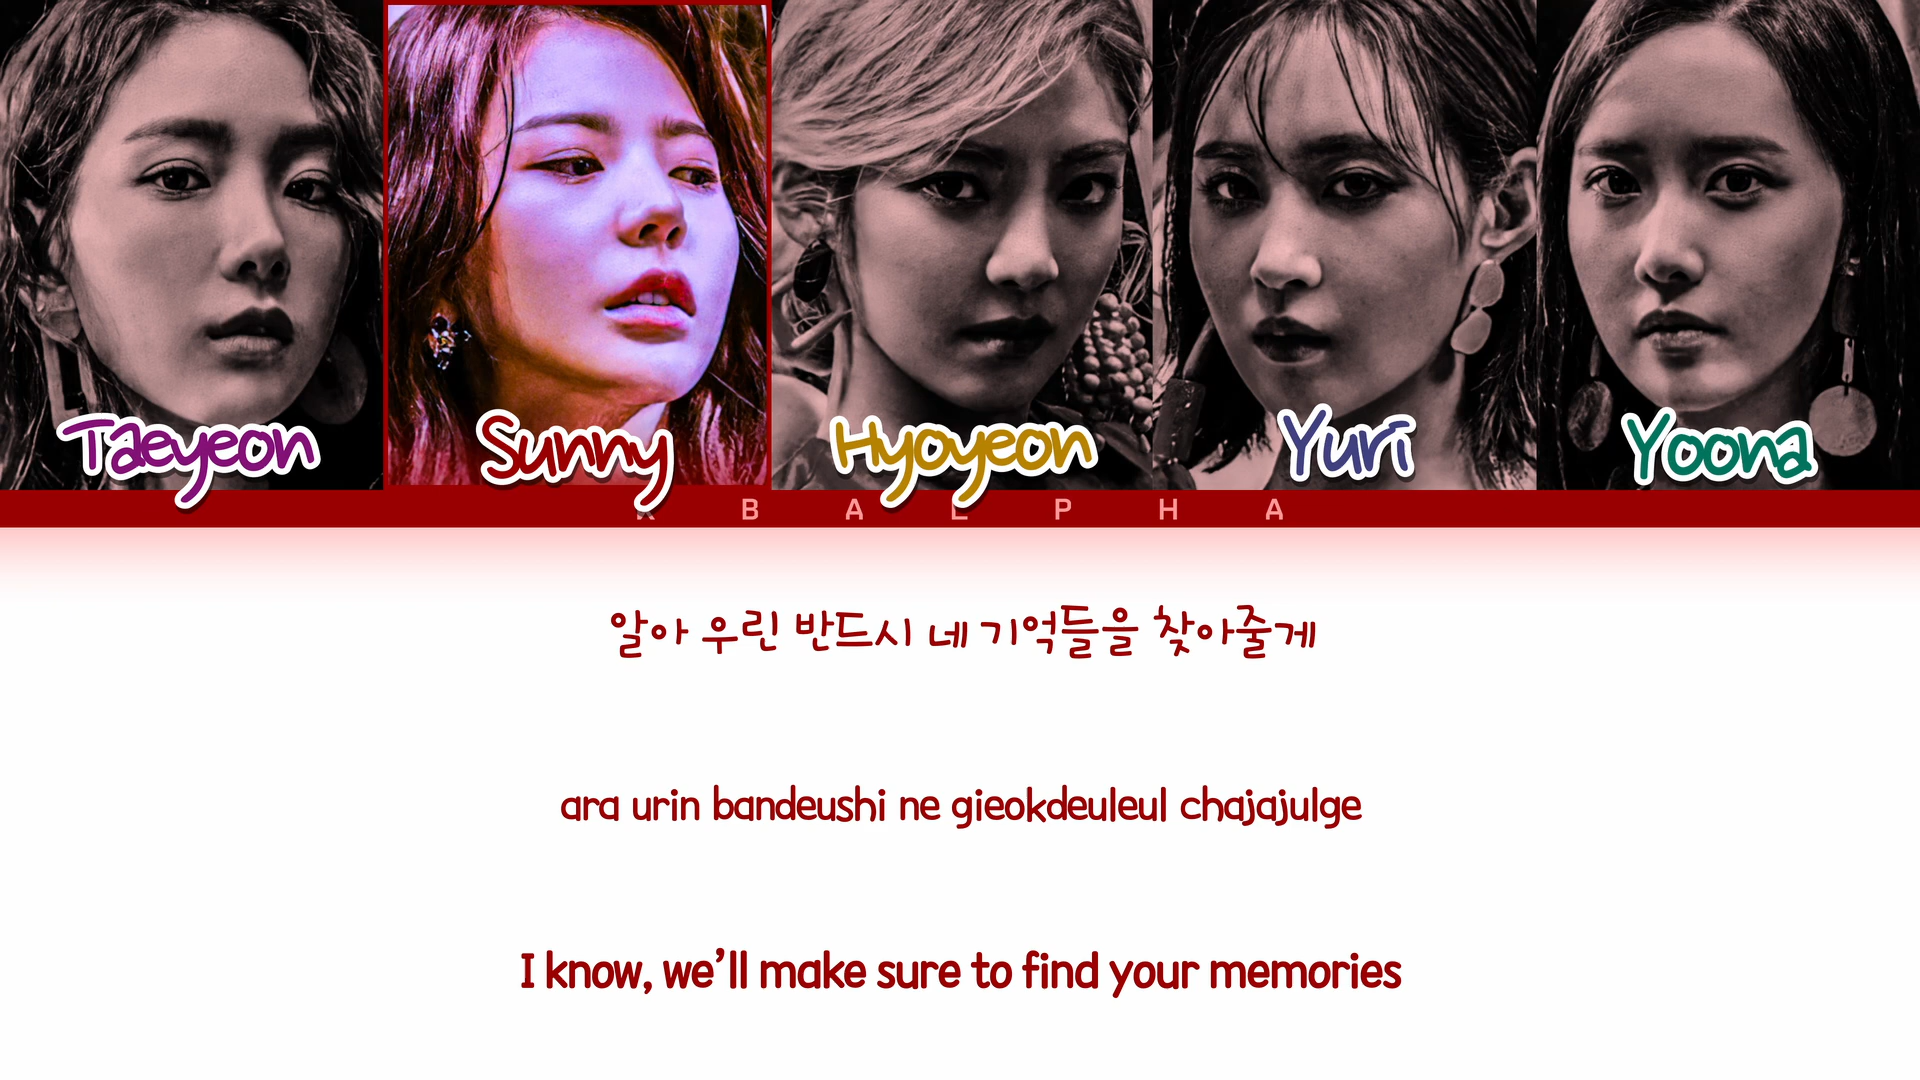 Taeyeon Sunny Hyoyeon Yuri Yoona
K B A L P H A
알아 우린 반드시 네 기억들을 찾아줄게
ara urin bandeushi ne gieokdeuleul chajajulge
I know, we’ll make sure to find your memories